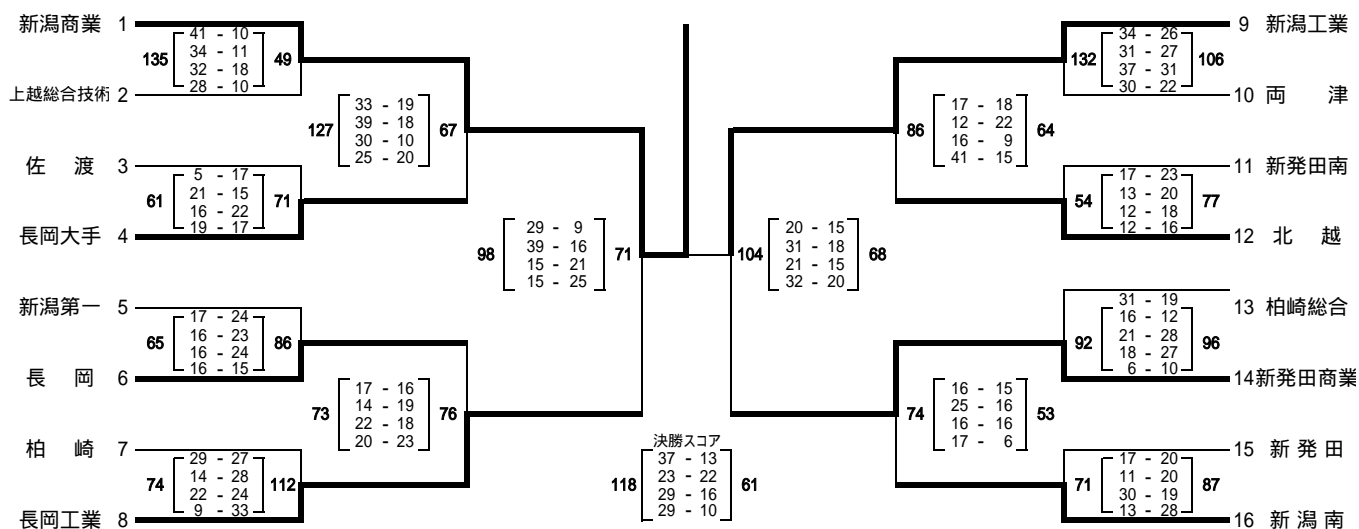 新潟商業 1
135 49
41 - 10
34 - 11
32 - 18
28 - 10
上越総合技術 2
127 67
33 - 19
39 - 18
30 - 10
25 - 20
佐渡 3
61 71
5 - 17
21 - 15
16 - 22
19 - 17
長岡大手 4
98 71
29 - 9
39 - 16
15 - 21
15 - 25
新潟第一 5
65 86
17 - 24
16 - 23
16 - 24
16 - 15
長岡 6
73 76
17 - 16
14 - 19
22 - 18
20 - 23
柏崎 7
74 112
29 - 27
14 - 28
22 - 24
9 - 33
長岡工業 8
決勝スコア
118 61
37 - 13
23 - 22
29 - 16
29 - 10
9 新潟工業
132 106
34 - 26
31 - 27
37 - 31
30 - 22
10 両津
86 64
17 - 18
12 - 22
16 - 9
41 - 15
11 新発田南
54 77
17 - 23
13 - 20
12 - 18
12 - 16
12 北越
104 68
20 - 15
31 - 18
21 - 15
32 - 20
13 柏崎総合
92 96
31 - 19
16 - 12
21 - 28
18 - 27
6 - 10
14 新発田商業
74 53
16 - 15
25 - 16
16 - 16
17 - 6
15 新発田
71 87
17 - 20
11 - 20
30 - 19
13 - 28
16 新潟南